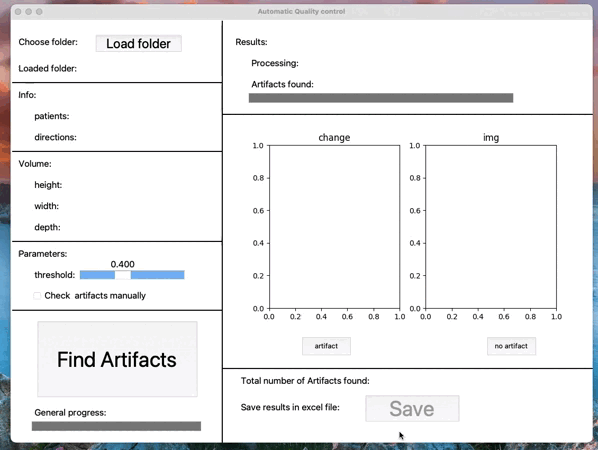 Automatic Quality control
Choose folder: Load folder
Loaded folder:
Info:
patients:
directions:
Volume:
height:
width:
depth:
Parameters:
0.400
threshold:
Check artifacts manually
Find Artifacts
General progress:
Results:
Processing:
Artifacts found:
change
1.0
0.8
0.6
0.4
0.2
0.0
0.0 0.2 0.4 0.6 0.8 1.0
img
1.0
0.8
0.6
0.4
0.2
0.0
0.0 0.2 0.4 0.6 0.8 1.0
artifact
no artifact
Total number of Artifacts found:
Save results in excel file: Save